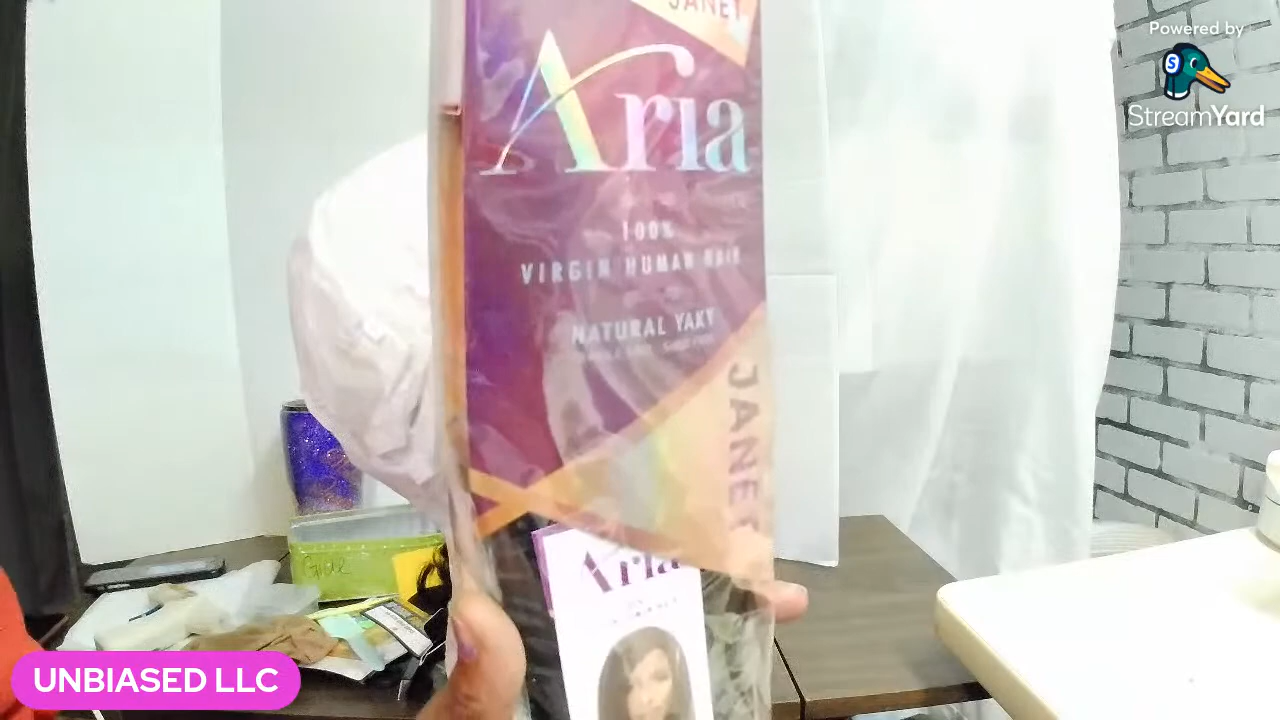 JANET
Powered by
StreamYard
Aria
100%
VIRGIN HUMAN HAIR
NATURAL YAKY
JANET
Aria
UNBIASED LLC